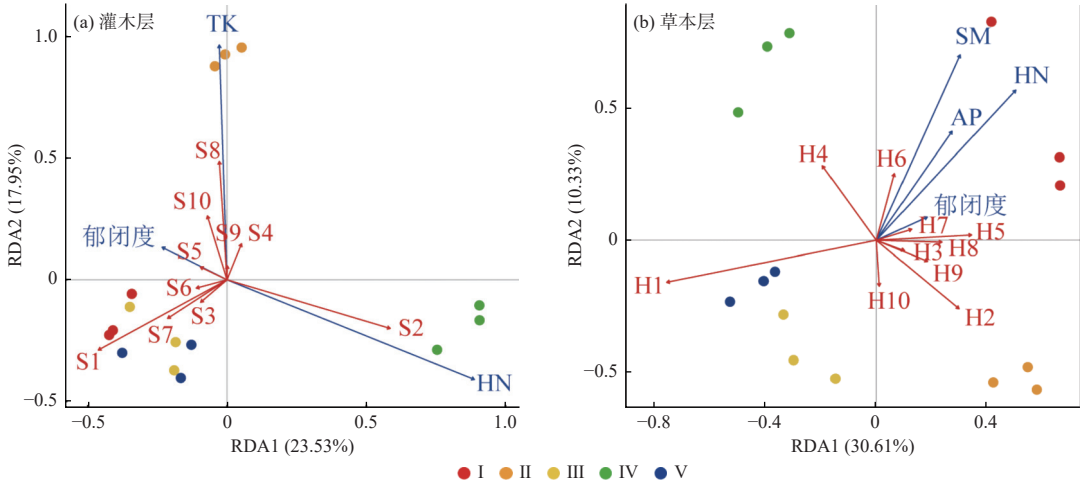 (a) 灌木层
TK
1.0
0.5
0
−0.5
RDA2 (17.95%)
S8
S10
S9
S4
郁闭度
S5
S6
S3
S7
S1
S2
HN
−0.5
0
0.5
1.0
RDA1 (23.53%)
(b) 草本层
SM
HN
AP
0.5
0
−0.5
RDA2 (10.33%)
H4
H6
郁闭度
H7
H5
H3
H8
H9
H1
H10
H2
−0.8
−0.4
0
0.4
RDA1 (30.61%)
I
II
III
IV
V